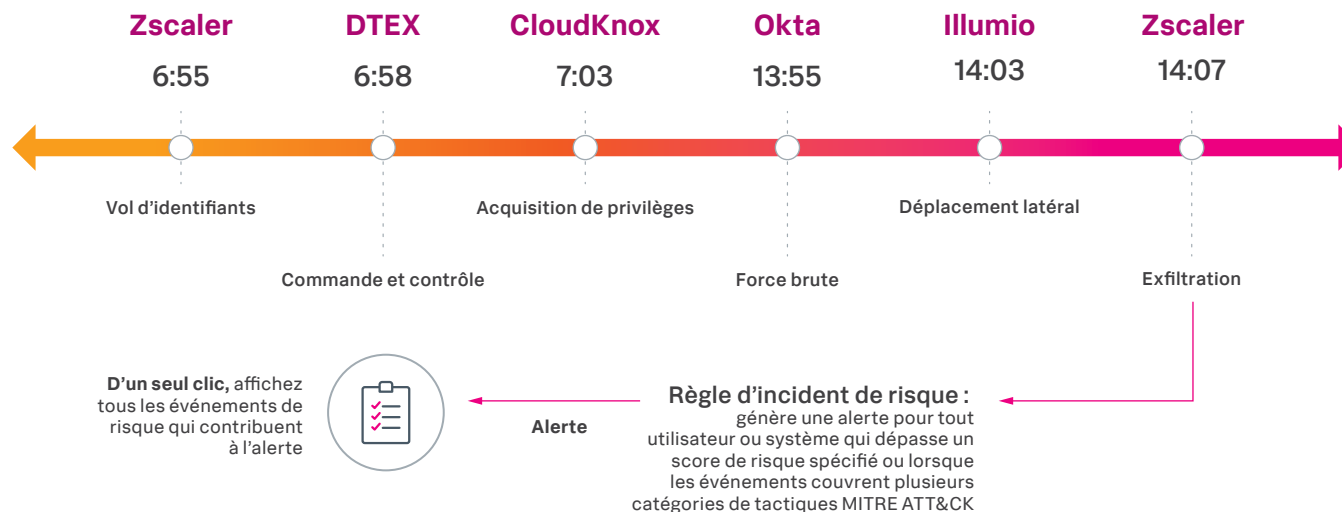 Zscaler DTEX CloudKnox Okta Illumio Zscaler
6:55 6:58 7:03 13:55 14:03 14:07
Vol d’identifiants Acquisition de privilèges Déplacement latéral
Commande et contrôle Force brute Exfiltration
D’un seul clic, affichez
tous les événements de
risque qui contribuent
à l’alerte
Alerte
Règle d’incident de risque :
génère une alerte pour tout
utilisateur ou système qui dépasse un
score de risque spécifié ou lorsque
les événements couvrent plusieurs
catégories de tactiques MITRE ATT&CK